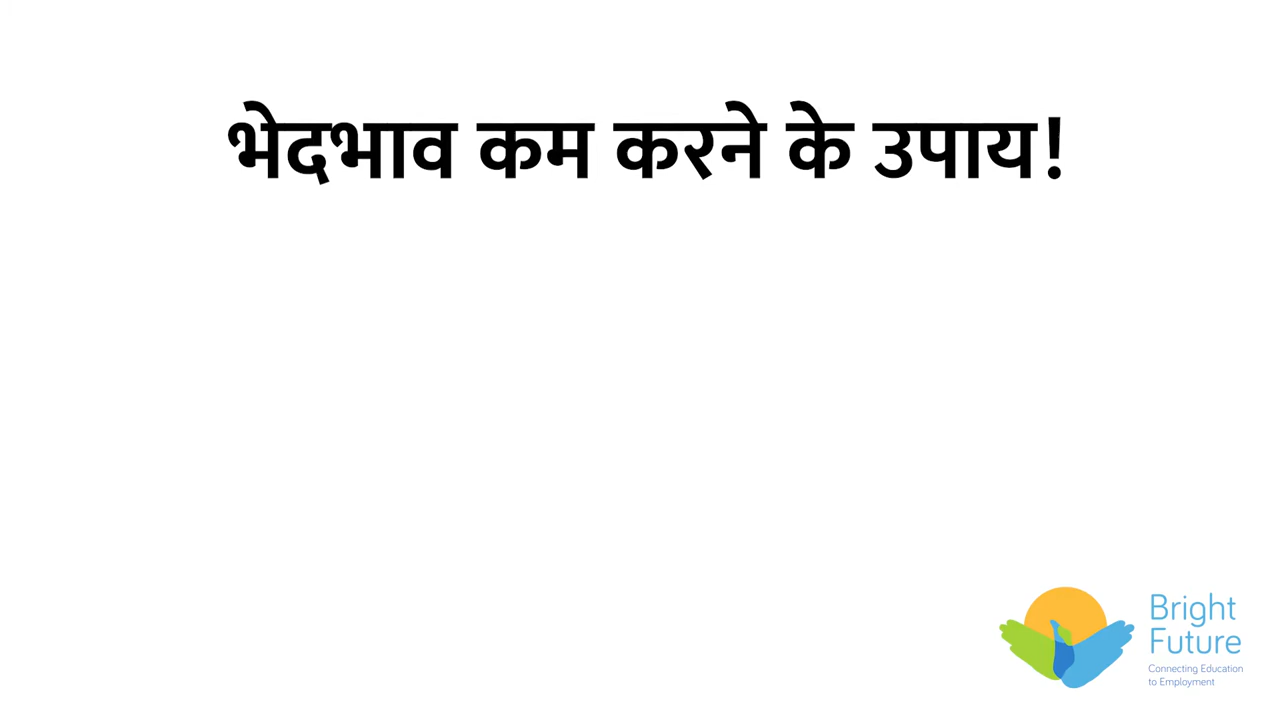 भेदभाव कम करने के उपाय!
Bright
Future
Connecting Education
to Employment